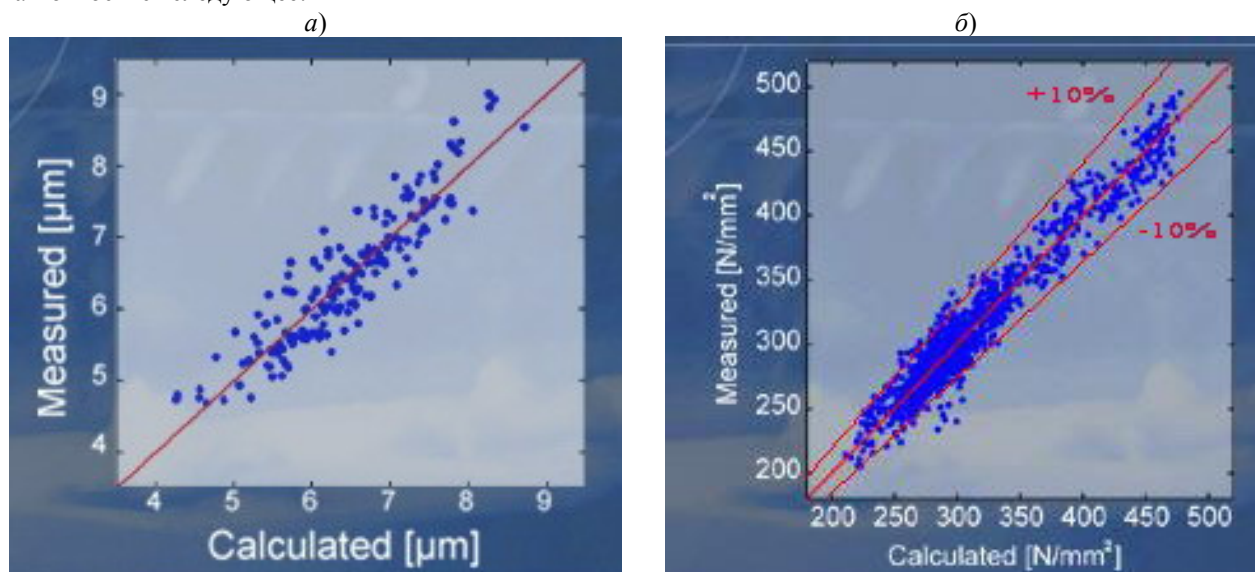 а) б)
9
8
7
6
5
4
Measured [µm]
4 5 6 7 8 9
Calculated [µm]
500
450
400
350
300
250
200
Measured [N/mm²]
+10%
-10%
200 250 300 350 400 450 500
Calculated [N/mm²]